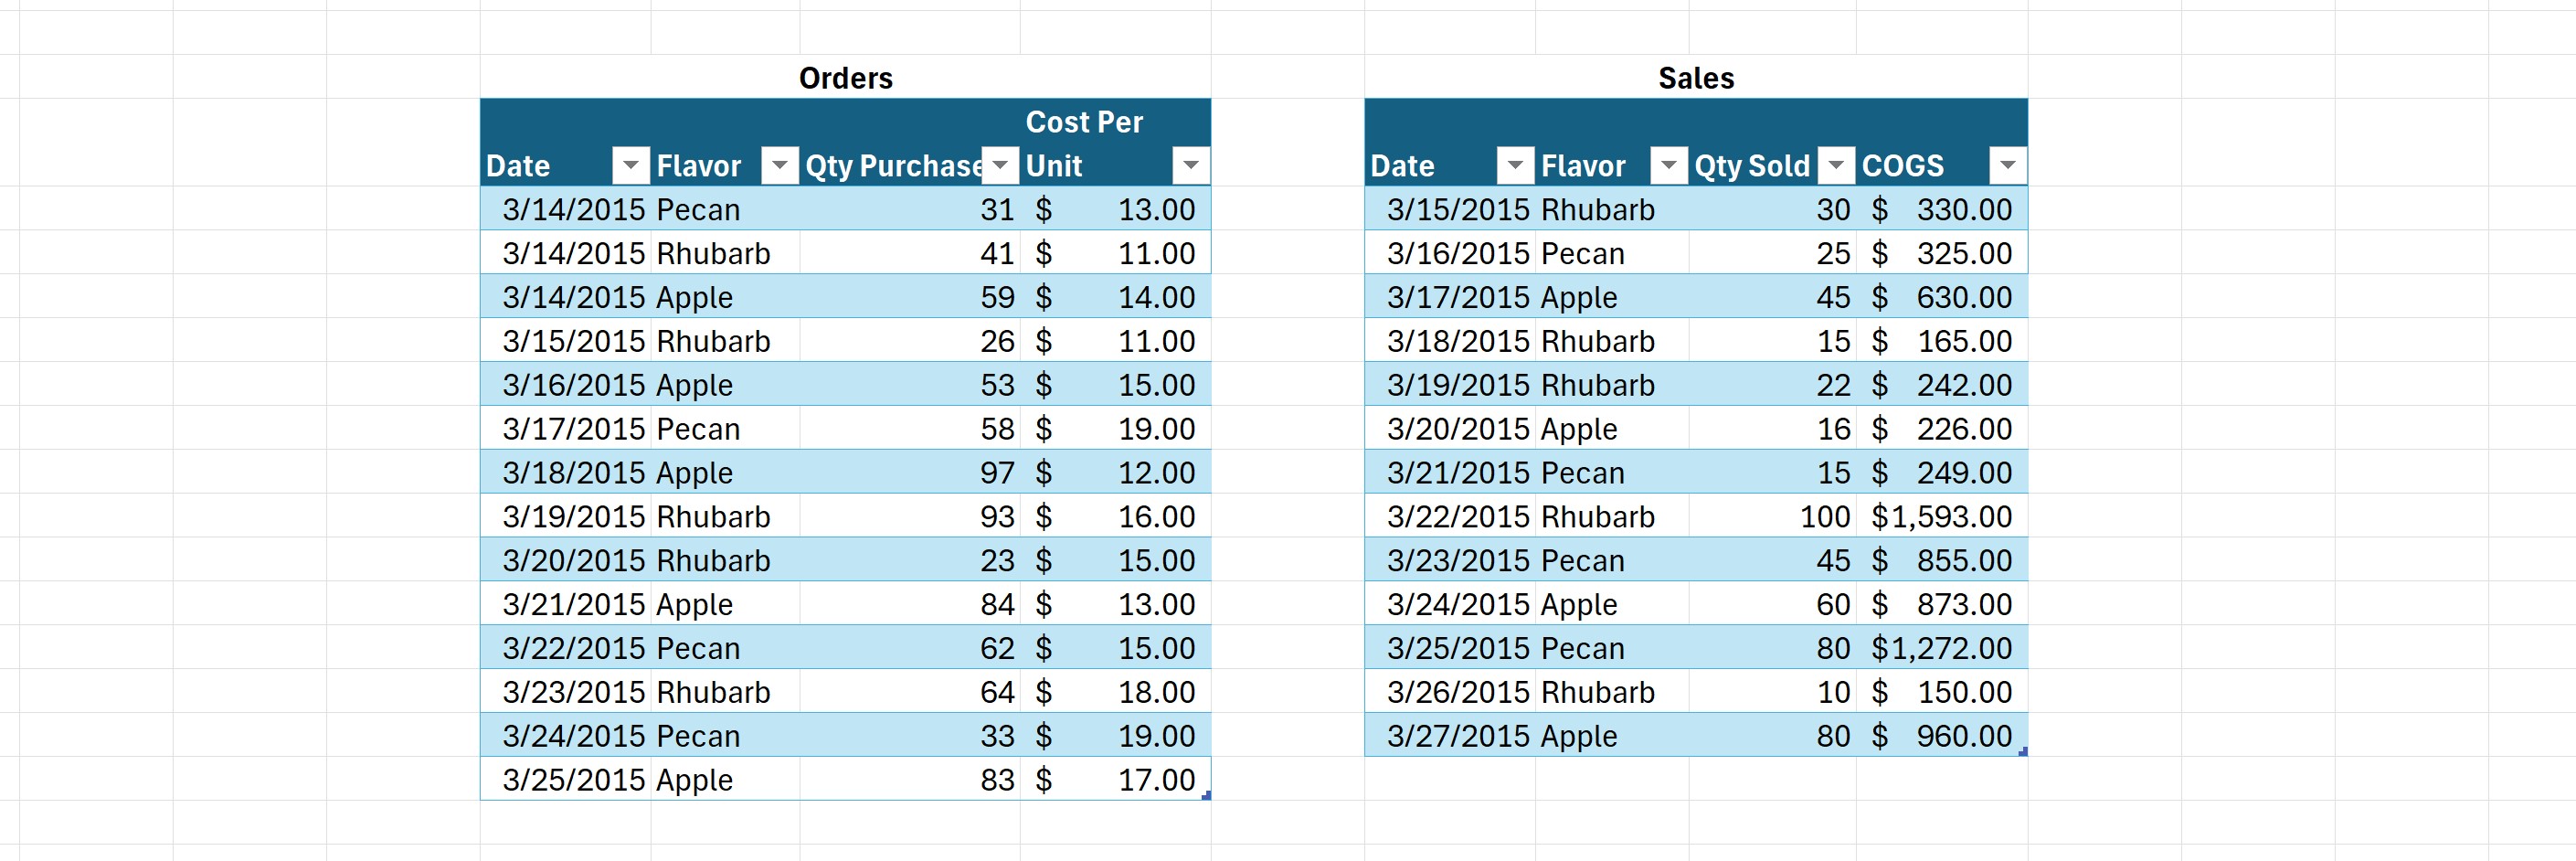 Orders
Date Flavor Qty Purchase Cost Per Unit
3/14/2015 Pecan 31 $ 13.00
3/14/2015 Rhubarb 41 $ 11.00
3/14/2015 Apple 59 $ 14.00
3/15/2015 Rhubarb 26 $ 11.00
3/16/2015 Apple 53 $ 15.00
3/17/2015 Pecan 58 $ 19.00
3/18/2015 Apple 97 $ 12.00
3/19/2015 Rhubarb 93 $ 16.00
3/20/2015 Rhubarb 23 $ 15.00
3/21/2015 Apple 84 $ 13.00
3/22/2015 Pecan 62 $ 15.00
3/23/2015 Rhubarb 64 $ 18.00
3/24/2015 Pecan 33 $ 19.00
3/25/2015 Apple 83 $ 17.00
Sales
Date Flavor Qty Sold COGS
3/15/2015 Rhubarb 30 $ 330.00
3/16/2015 Pecan 25 $ 325.00
3/17/2015 Apple 45 $ 630.00
3/18/2015 Rhubarb 15 $ 165.00
3/19/2015 Rhubarb 22 $ 242.00
3/20/2015 Apple 16 $ 226.00
3/21/2015 Pecan 15 $ 249.00
3/22/2015 Rhubarb 100 $1,593.00
3/23/2015 Pecan 45 $ 855.00
3/24/2015 Apple 60 $ 873.00
3/25/2015 Pecan 80 $1,272.00
3/26/2015 Rhubarb 10 $ 150.00
3/27/2015 Apple 80 $ 960.00